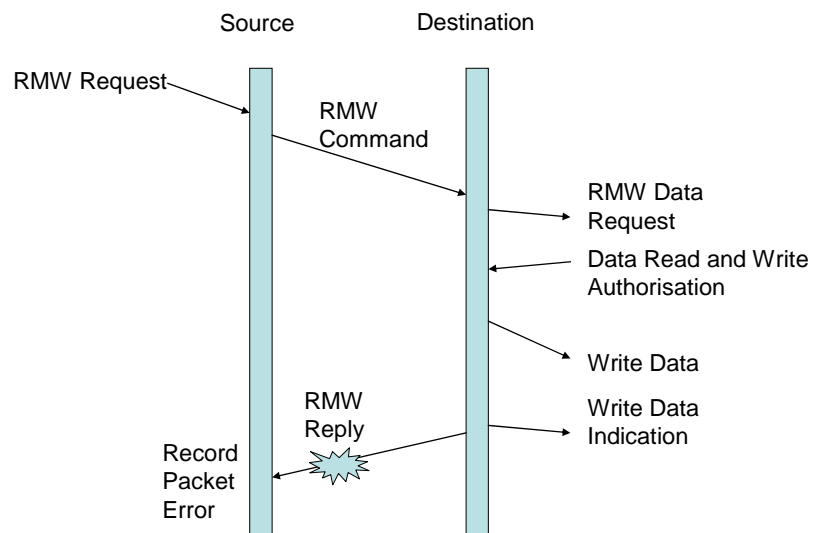 Source
Destination
RMW Request
RMW
Command
RMW Data
Request
Data Read and Write
Authorisation
Write Data
RMW
Reply
Write Data
Indication
Record
Packet
Error